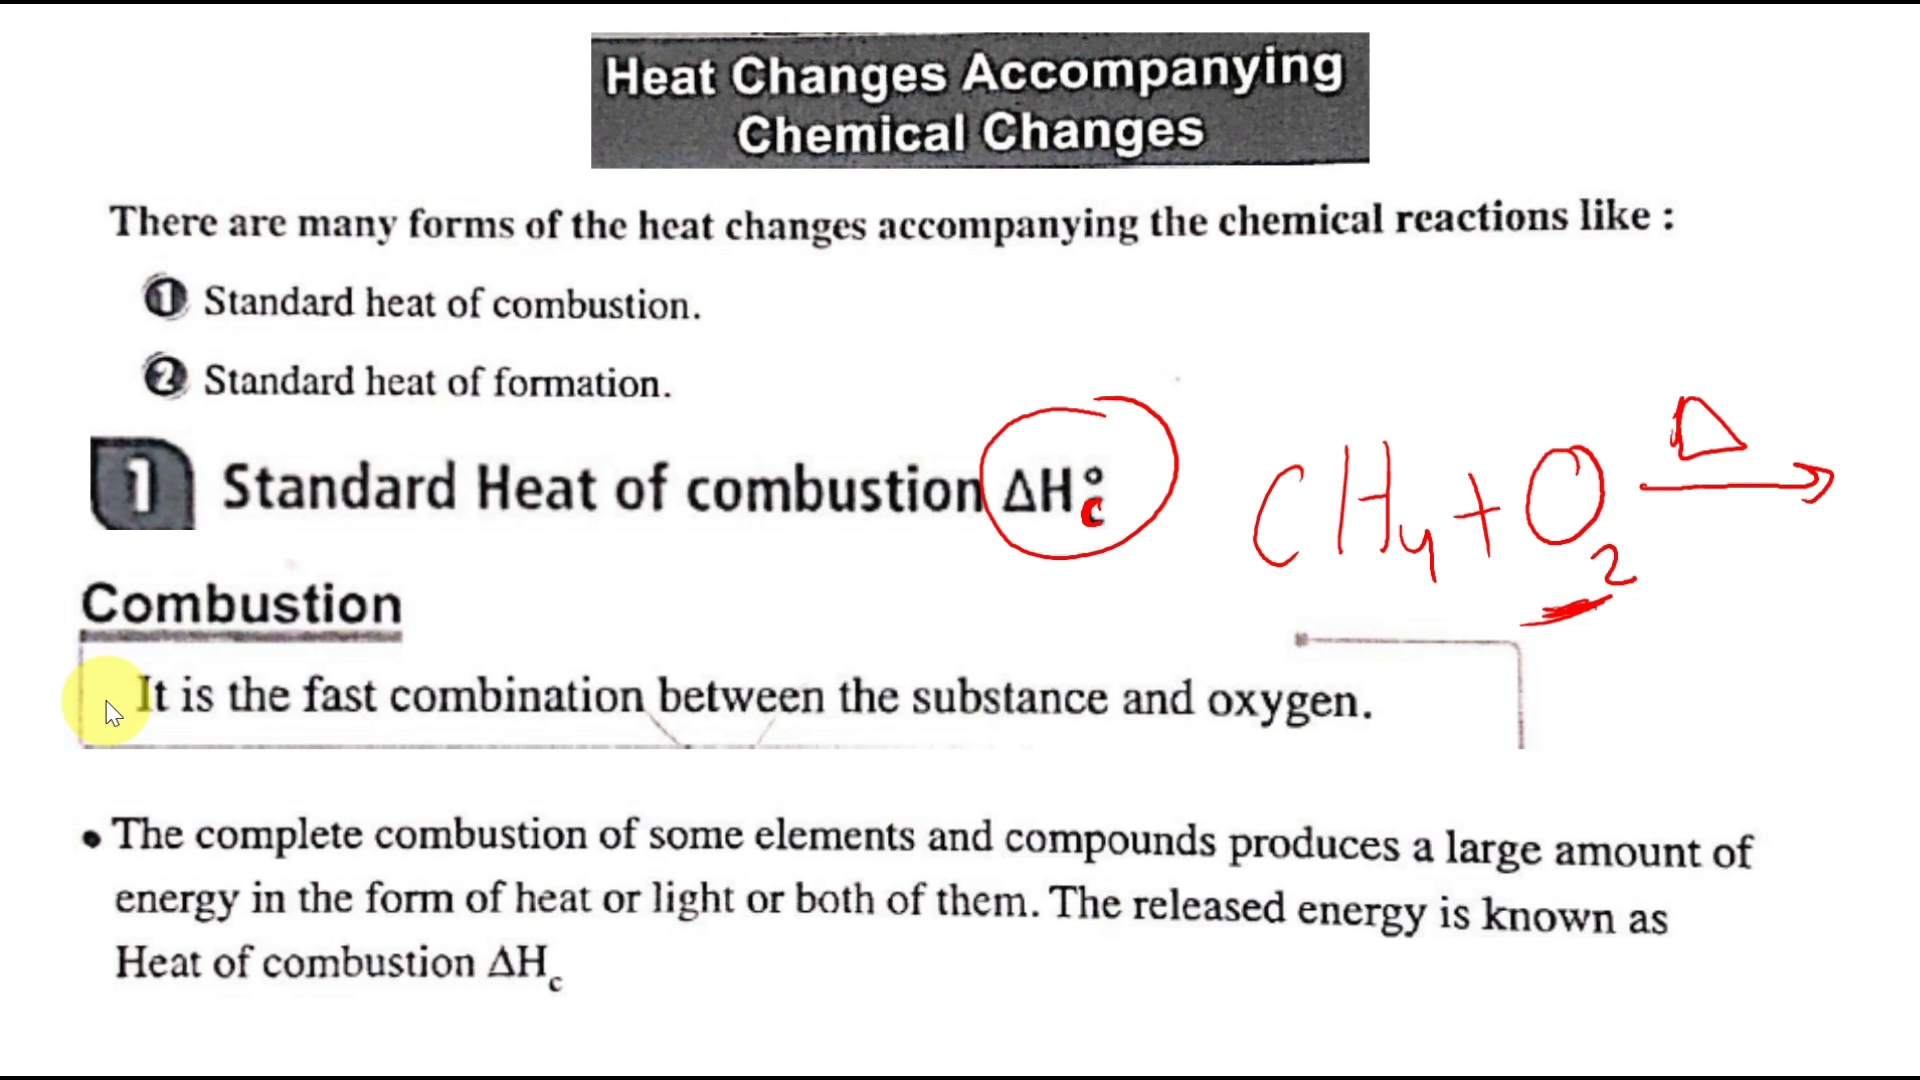 Heat Changes Accompanying
Chemical Changes
There are many forms of the heat changes accompanying the chemical reactions like :
1 Standard heat of combustion.
2 Standard heat of formation.
1 Standard Heat of combustion ΔH°c
CH4 + O2 Δ→
Combustion
It is the fast combination between the substance and oxygen.
• The complete combustion of some elements and compounds produces a large amount of
energy in the form of heat or light or both of them. The released energy is known as
Heat of combustion ΔHc